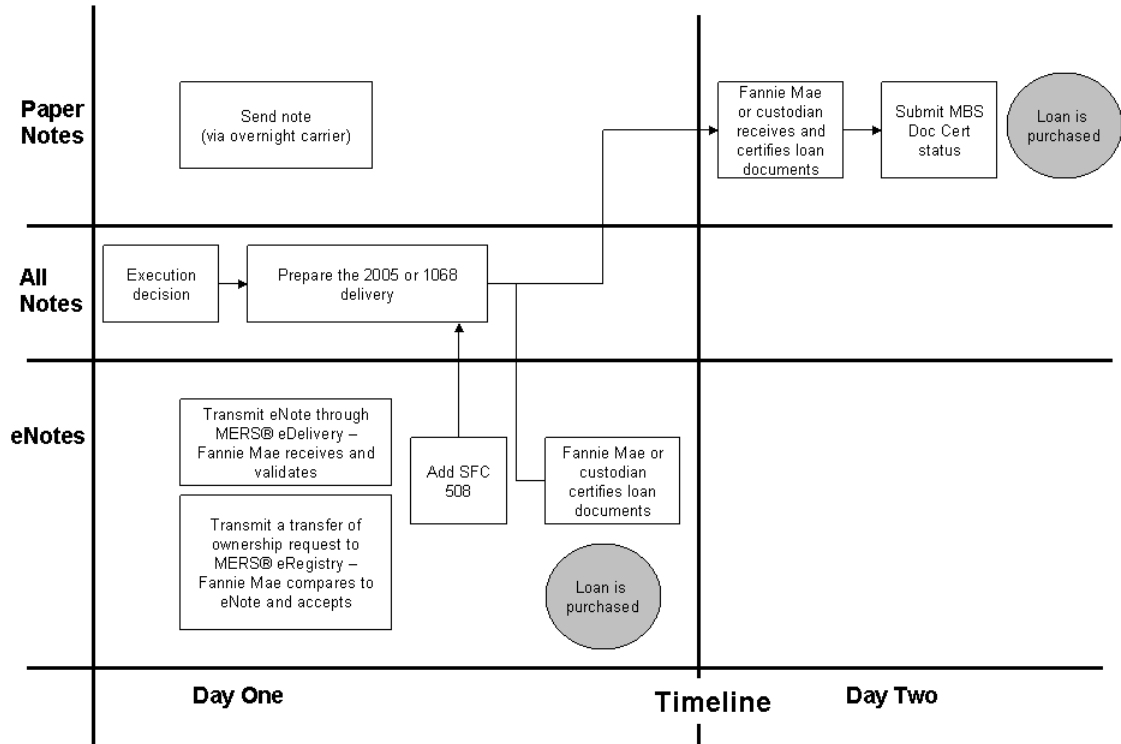 Paper
Notes
Send note
(via overnight carrier)
Fannie Mae
or custodian
receives and
certifies loan
documents
Submit MBS
Doc Cert
status
Loan is
purchased
All
Notes
Execution
decision
Prepare the 2005 or 1068
delivery
eNotes
Transmit eNote through
MERS® eDelivery –
Fannie Mae receives and
validates
Transmit a transfer of
ownership request to
MERS® eRegistry –
Fannie Mae compares to
eNote and accepts
Add SFC
508
Fannie Mae or
custodian
certifies loan
documents
Loan is
purchased
Day One
Timeline
Day Two